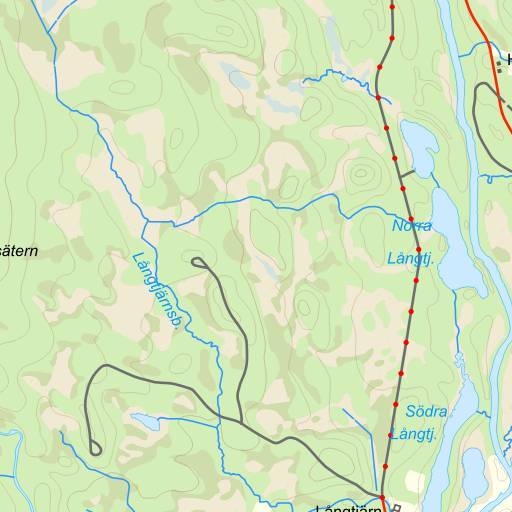 H
Norra
Långtj.
sätern
Långtjärnsb.
Södra
Långtj.
Långtjärn